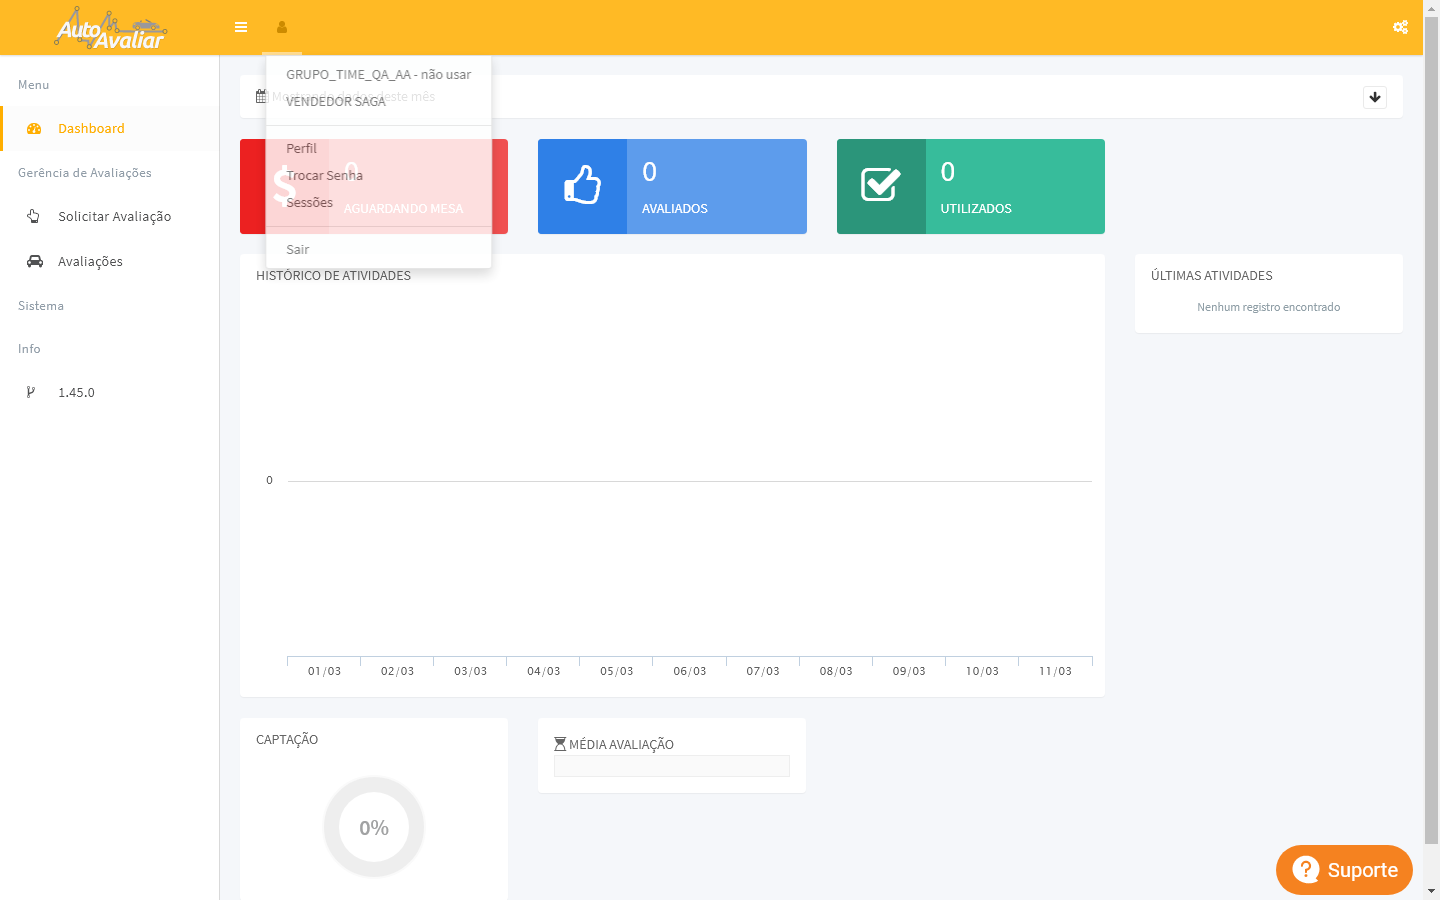 AutoAvaliar
Menu
Dashboard
Gerência de Avaliações
Solicitar Avaliação
Avaliações
Sistema
Info
1.45.0
GRUPO_TIME_QA_AA - não usar
Mostrando dados deste mês
VENDEDOR SAGA
Perfil
Trocar Senha
Sessões
Sair
0
AGUARDANDO MESA
0
AVALIADOS
0
UTILIZADOS
HISTÓRICO DE ATIVIDADES
0
01/03 02/03 03/03 04/03 05/03 06/03 07/03 08/03 09/03 10/03 11/03
ÚLTIMAS ATIVIDADES
Nenhum registro encontrado
CAPTAÇÃO
0%
MÉDIA AVALIAÇÃO
Suporte